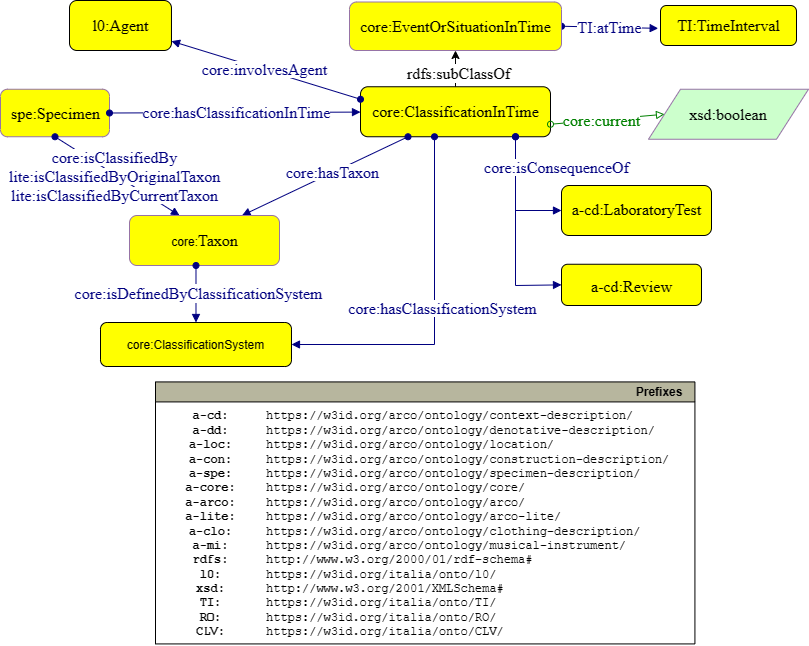 l0:Agent
core:EventOrSituationInTime
TI:atTime
TI:TimeInterval
core:involvesAgent
rdfs:subClassOf
spe:Specimen
core:hasClassificationInTime
core:ClassificationInTime
core:current
xsd:boolean
core:isClassifiedBy
lite:isClassifiedByOriginalTaxon
lite:isClassifiedByCurrentTaxon
core:hasTaxon
core:isConsequenceOf
a-cd:LaboratoryTest
core:Taxon
a-cd:Review
core:isDefinedByClassificationSystem
core:hasClassificationSystem
core:ClassificationSystem
Prefixes
a-cd: https://w3id.org/arco/ontology/context-description/
a-dd: https://w3id.org/arco/ontology/denotative-description/
a-loc: https://w3id.org/arco/ontology/location/
a-con: https://w3id.org/arco/ontology/construction-description/
a-spe: https://w3id.org/arco/ontology/specimen-description/
a-core: https://w3id.org/arco/ontology/core/
a-arco: https://w3id.org/arco/ontology/arco/
a-lite: https://w3id.org/arco/ontology/arco-lite/
a-clo: https://w3id.org/arco/ontology/clothing-description/
a-mi: https://w3id.org/arco/ontology/musical-instrument/
rdfs: http://www.w3.org/2000/01/rdf-schema#
l0: https://w3id.org/italia/onto/l0/
xsd: http://www.w3.org/2001/XMLSchema#
TI: https://w3id.org/italia/onto/TI/
RO: https://w3id.org/italia/onto/RO/
CLV: https://w3id.org/italia/onto/CLV/